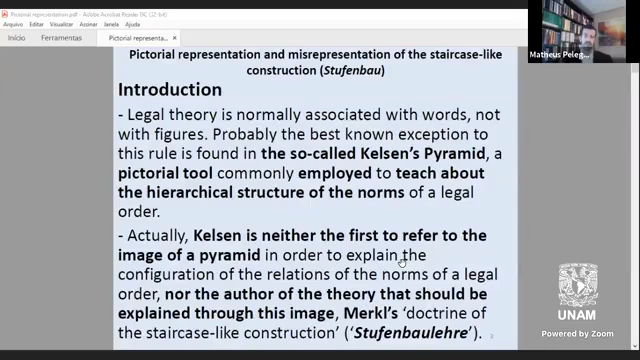 Pictorial representation.pdf - Adobe Acrobat Reader DC (32-bit)
Arquivo Editar Visualizar Assinar Janela Ajuda
Início Ferramentas Pictorial representa... ×
Matheus Peleg...
Pictorial representation and misrepresentation of the staircase-like
construction (Stufenbau)
Introduction
- Legal theory is normally associated with words, not
with figures. Probably the best known exception to
this rule is found in the so-called Kelsen's Pyramid, a
pictorial tool commonly employed to teach about
the hierarchical structure of the norms of a legal
order.
- Actually, Kelsen is neither the first to refer to the
image of a pyramid in order to explain the
configuration of the relations of the norms of a legal
order, nor the author of the theory that should be
explained through this image, Merkl's 'doctrine of
the staircase-like construction' ('Stufenbaulehre').
2
UNAM
Powered by Zoom